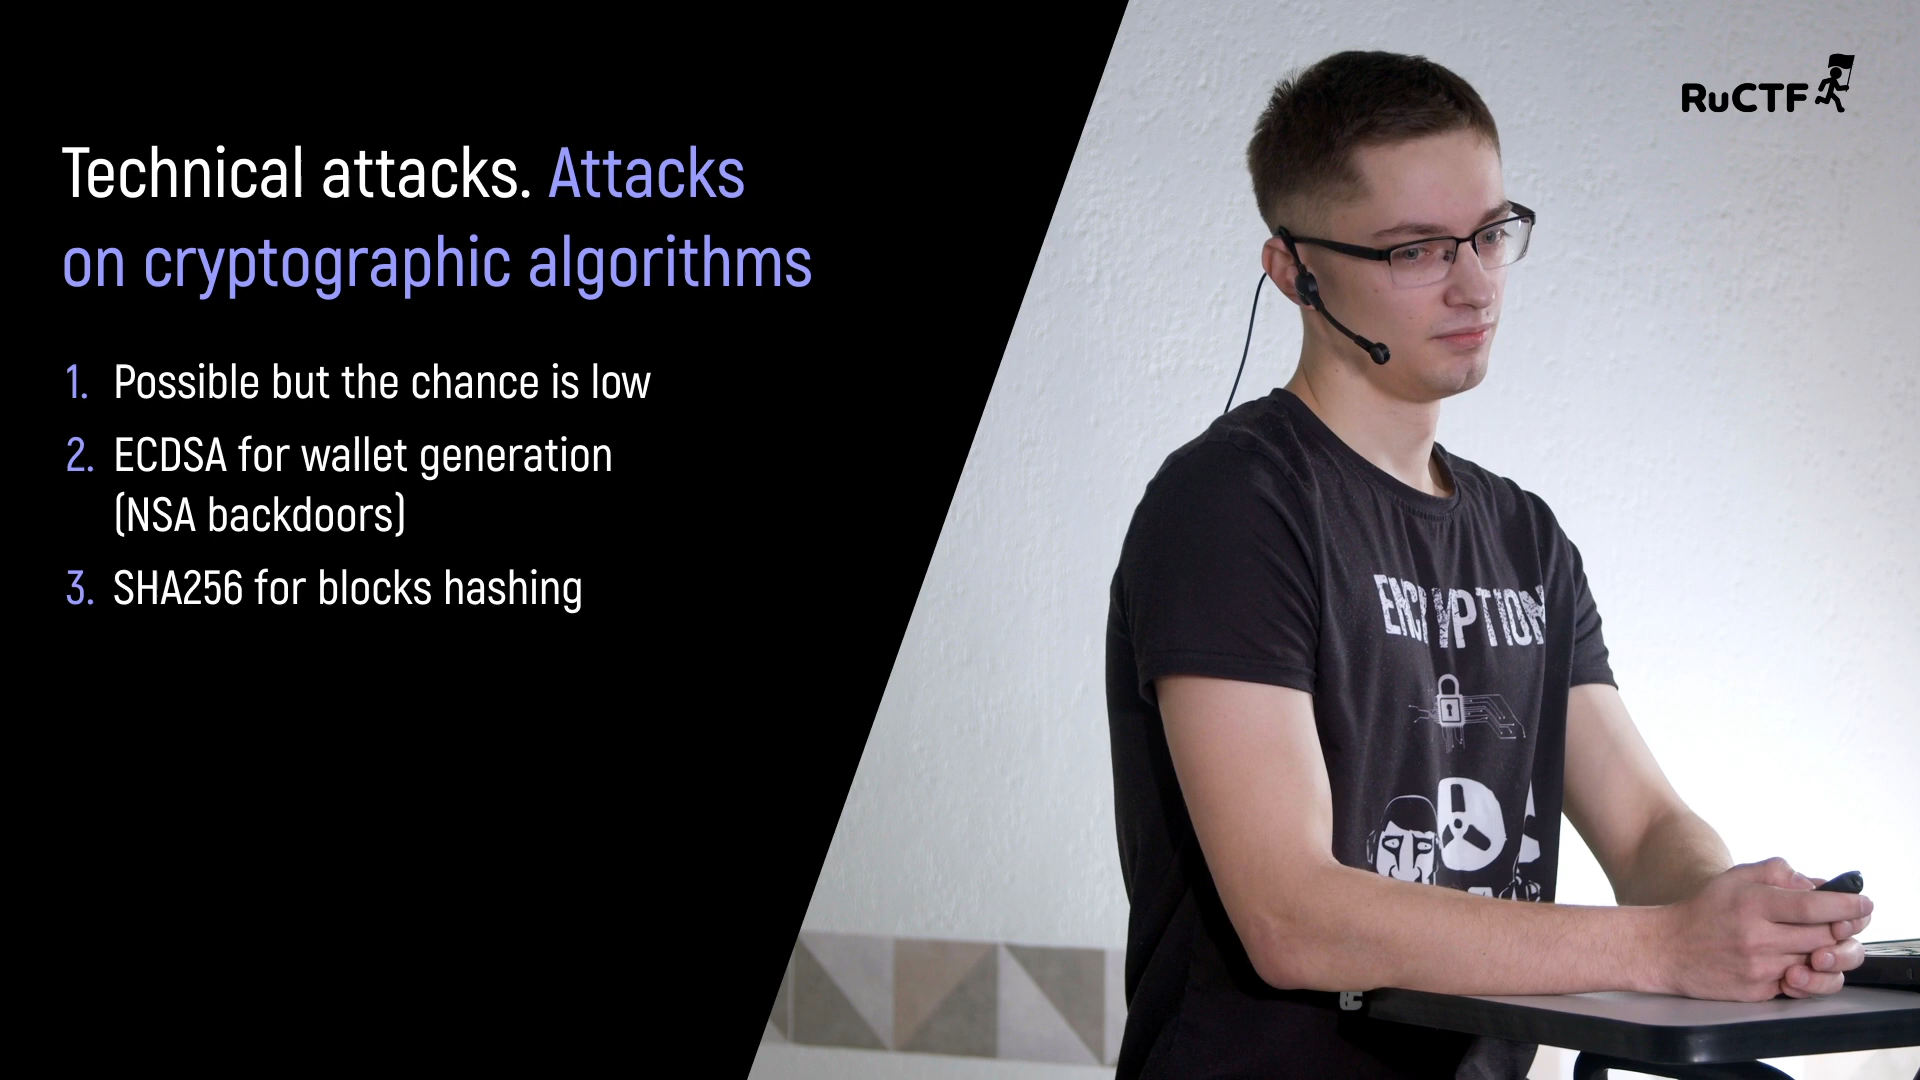 RuCTF
Technical attacks. Attacks
on cryptographic algorithms
1. Possible but the chance is low
2. ECDSA for wallet generation
(NSA backdoors)
3. SHA256 for blocks hashing
ENCRYPTION